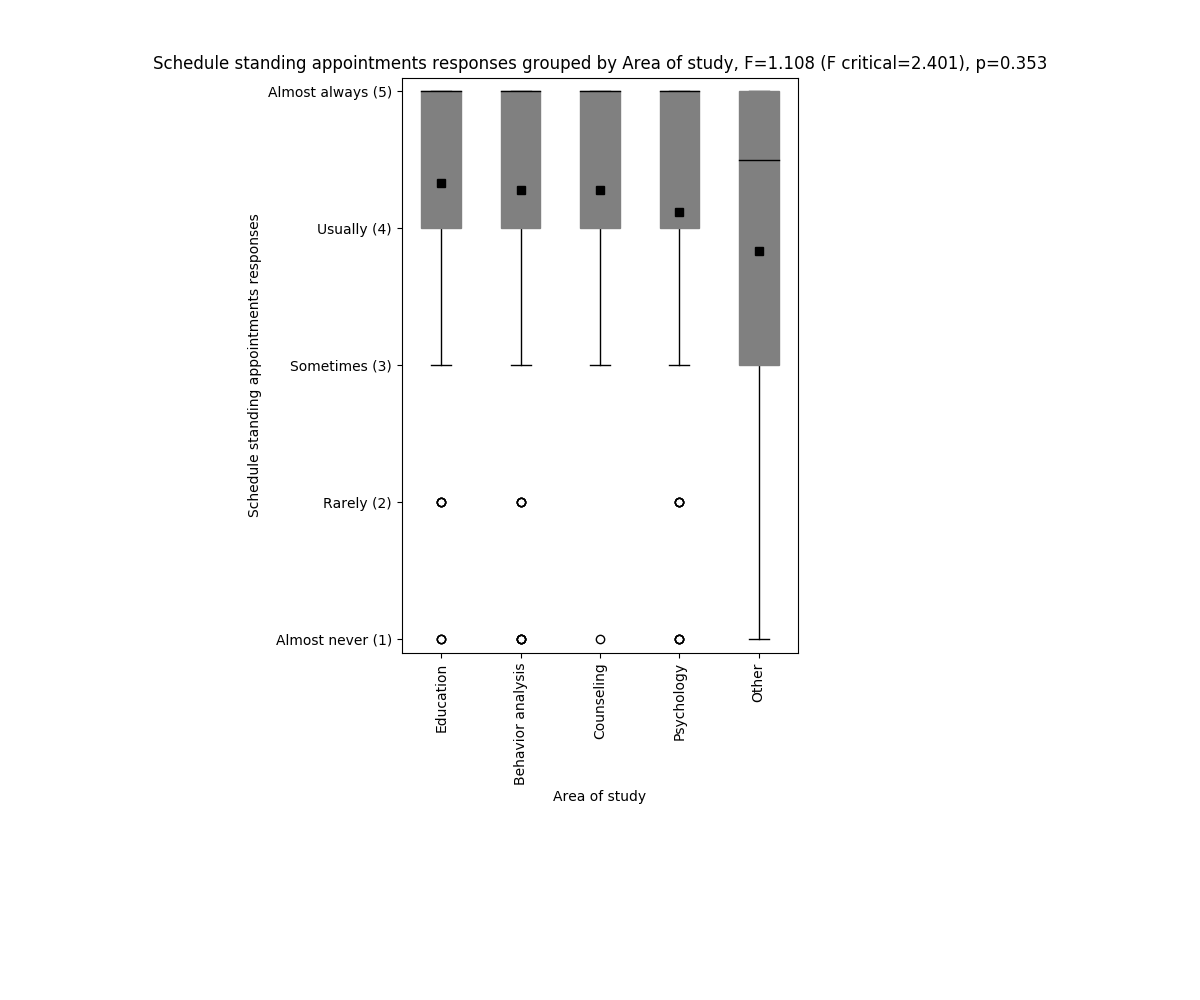 Schedule standing appointments responses grouped by Area of study, F=1.108 (F critical=2.401), p=0.353
Almost always (5)
Usually (4)
Sometimes (3)
Rarely (2)
Almost never (1)
Schedule standing appointments responses
Education
Behavior analysis
Counseling
Psychology
Other
Area of study